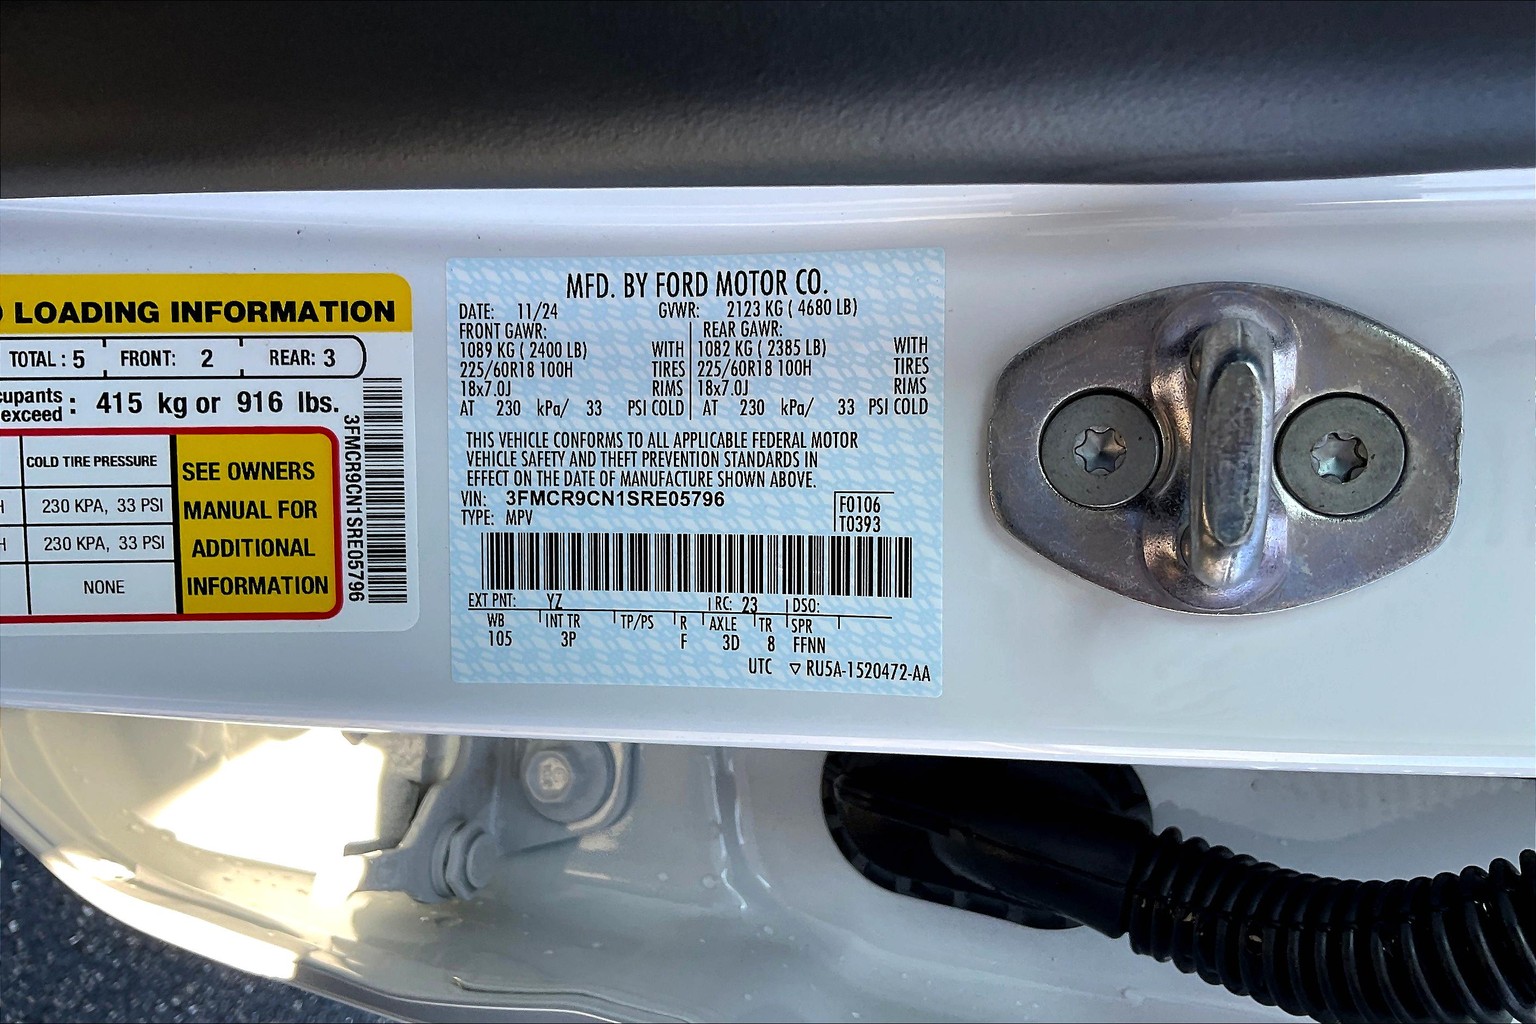 LOADING INFORMATION
TOTAL : 5 FRONT: 2 REAR: 3
exceed : 415 kg or 916 lbs.
COLD TIRE PRESSURE
230 KPA, 33 PSI
230 KPA, 33 PSI
NONE
SEE OWNERS
MANUAL FOR
ADDITIONAL
INFORMATION
3FMCR9CN1SRE05796
MFD. BY FORD MOTOR CO.
DATE: 11/24 GVWR: 2123 KG ( 4680 LB)
FRONT GAWR: REAR GAWR:
1089 KG ( 2400 LB) WITH 1082 KG ( 2385 LB) WITH
225/60R18 100H TIRES 225/60R18 100H TIRES
18x7.0J RIMS 18x7.0J RIMS
AT 230 kPa/ 33 PSI COLD AT 230 kPa/ 33 PSI COLD
THIS VEHICLE CONFORMS TO ALL APPLICABLE FEDERAL MOTOR
VEHICLE SAFETY AND THEFT PREVENTION STANDARDS IN
EFFECT ON THE DATE OF MANUFACTURE SHOWN ABOVE.
VIN: 3FMCR9CN1SRE05796 F0106
TYPE: MPV T0393
EXT PNT: YZ RC: 23 DSO:
WB INT TR TP/PS R AXLE TR SPR
105 3P F 3D 8 FFNN
UTC ▽ RU5A-1520472-AA